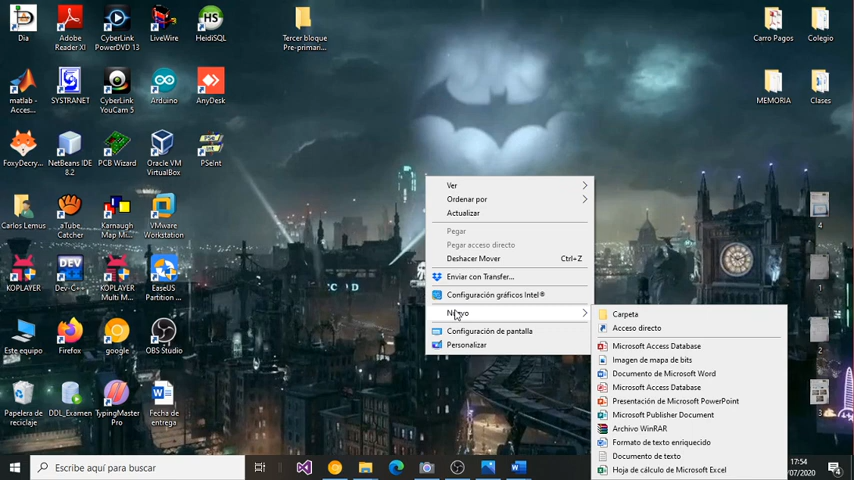 Dia
Adobe
Reader XI
CyberLink
PowerDVD 13
LiveWire
HS
HeidiSQL
Tercer bloque
Pre-primari...
Carro Pagos
Colegio
matlab -
Acces...
SYSTRANET
CyberLink
YouCam 5
Arduino
AnyDesk
MEMORIA
Clases
FoxyDecry...
NetBeans IDE
8.2
PCB Wizard
Oracle VM
VirtualBox
PSeInt
Carlos Lemus
aTube
Catcher
Karnaugh
Map Mi...
VMware
Workstation
4
KOPLAYER
DEV
Dev-C++
KOPLAYER
Multi M...
EaseUS
Partition ...
1
Este equipo
Firefox
google
OBS Studio
2
Papelera de
reciclaje
DDL_Examen
TypingMaster
Pro
Fecha de
entrega
3
Ver
Ordenar por
Actualizar
Pegar
Pegar acceso directo
Deshacer Mover Ctrl+Z
Enviar con Transfer...
Configuración gráficos Intel®
Nuevo
Configuración de pantalla
Personalizar
Carpeta
Acceso directo
Microsoft Access Database
Imagen de mapa de bits
Documento de Microsoft Word
Microsoft Access Database
Presentación de Microsoft PowerPoint
Microsoft Publisher Document
Archivo WinRAR
Formato de texto enriquecido
Documento de texto
Hoja de cálculo de Microsoft Excel
Escribe aquí para buscar
17:54
/07/2020
4